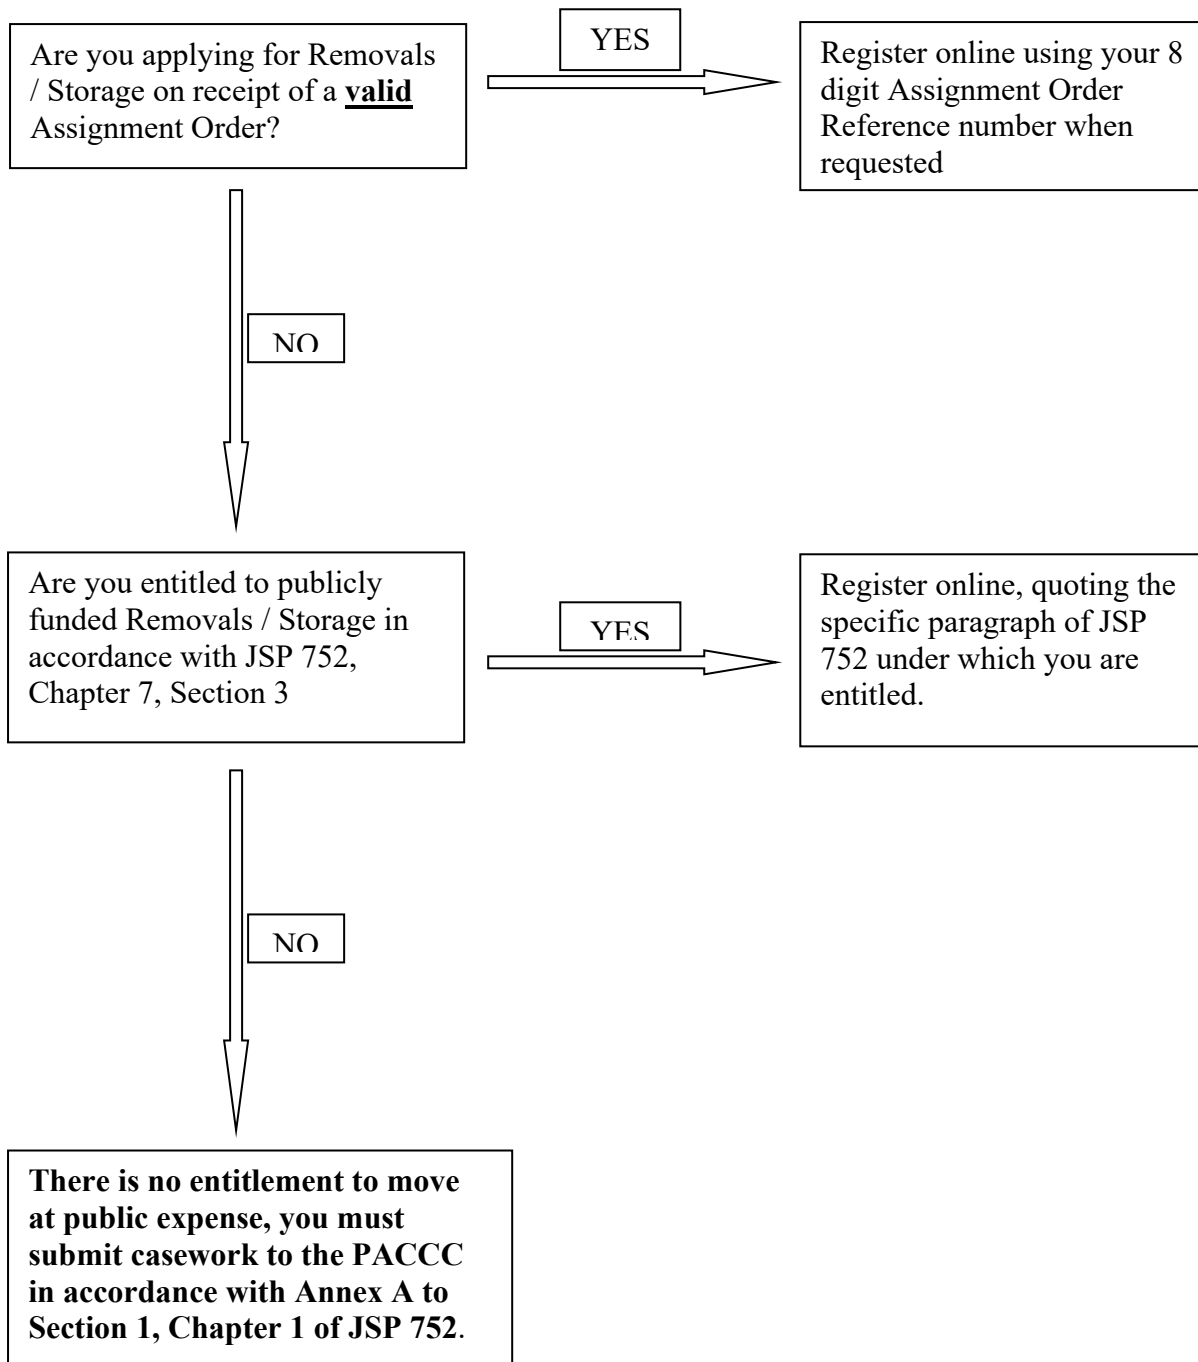 Are you applying for Removals
/ Storage on receipt of a valid
Assignment Order?
YES
Register online using your 8
digit Assignment Order
Reference number when
requested
NO
Are you entitled to publicly
funded Removals / Storage in
accordance with JSP 752,
Chapter 7, Section 3
YES
Register online, quoting the
specific paragraph of JSP
752 under which you are
entitled.
NO
There is no entitlement to move
at public expense, you must
submit casework to the PACCC
in accordance with Annex A to
Section 1, Chapter 1 of JSP 752.